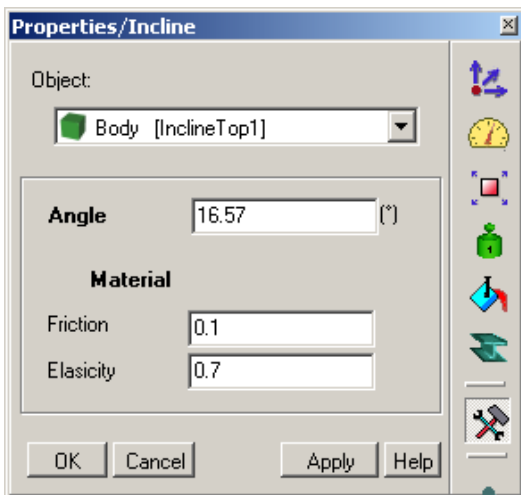 Properties/Incline
Object:
Body [InclineTop1]
Angle 16.57 (°)
Material
Friction 0.1
Elasicity 0.7
OK Cancel Apply Help
1